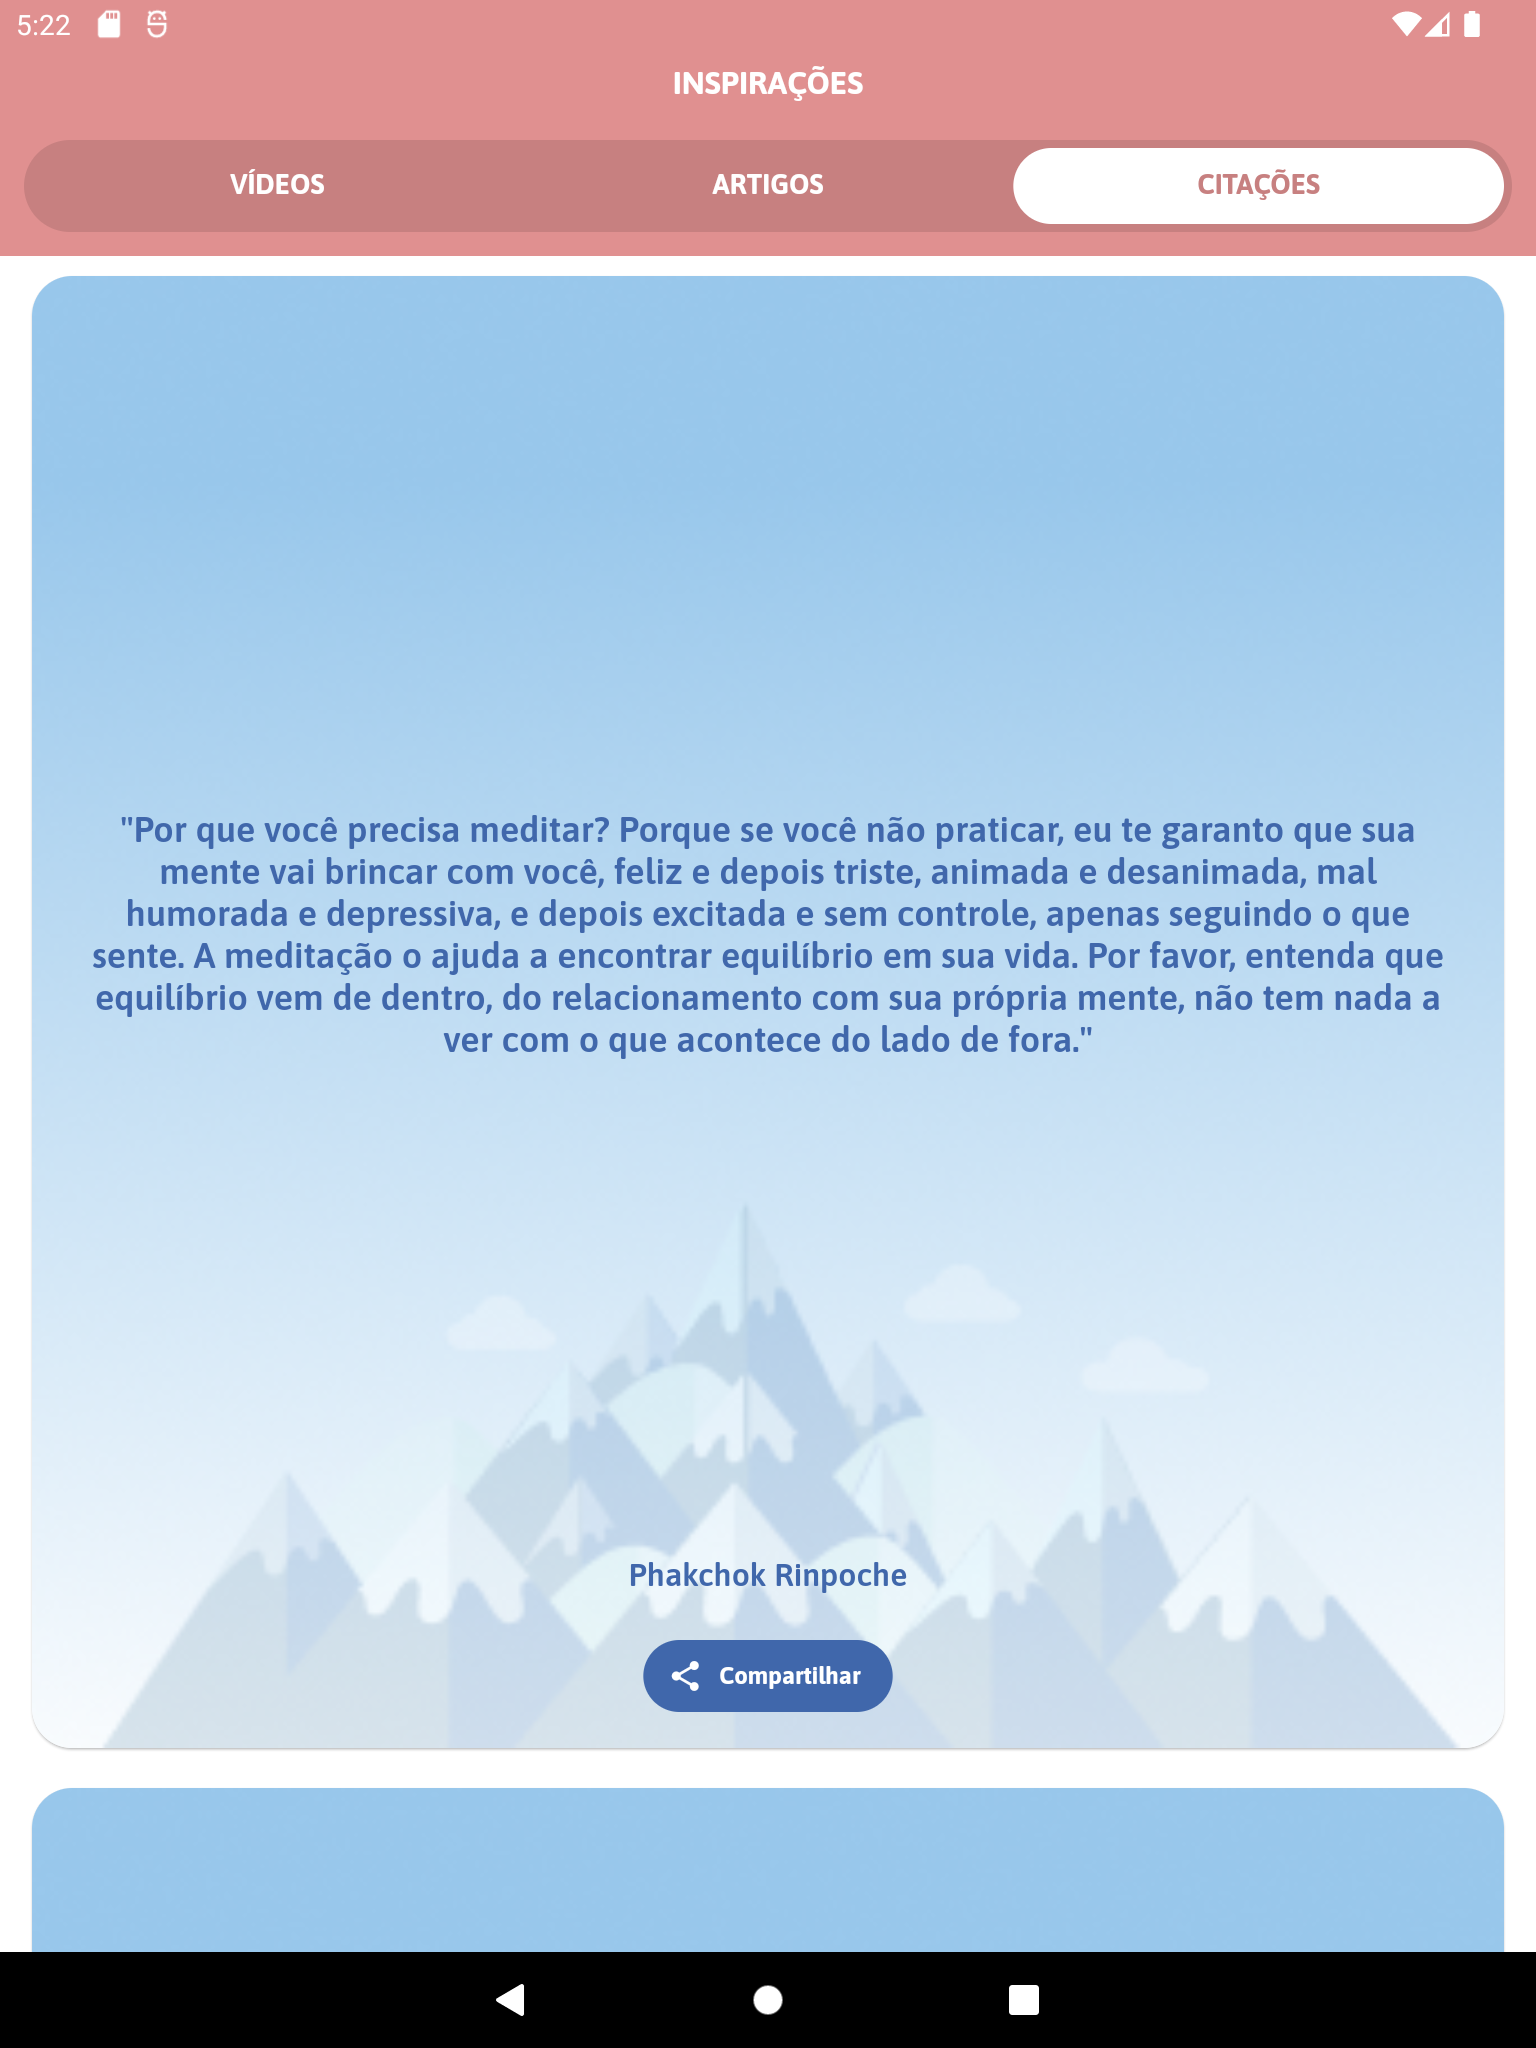 5:22
INSPIRAÇÕES
VÍDEOS
ARTIGOS
CITAÇÕES
"Por que você precisa meditar? Porque se você não praticar, eu te garanto que sua
mente vai brincar com você, feliz e depois triste, animada e desanimada, mal
humorada e depressiva, e depois excitada e sem controle, apenas seguindo o que
sente. A meditação o ajuda a encontrar equilíbrio em sua vida. Por favor, entenda que
equilíbrio vem de dentro, do relacionamento com sua própria mente, não tem nada a
ver com o que acontece do lado de fora."
Phakchok Rinpoche
Compartilhar